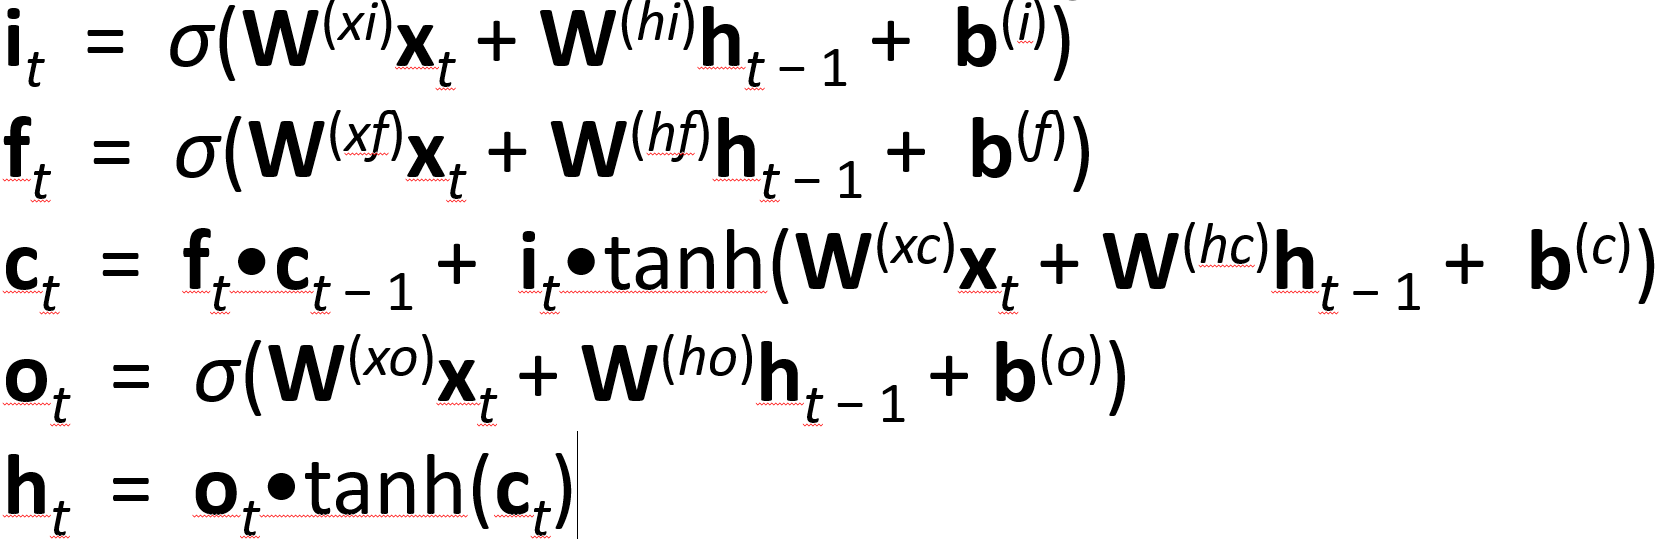 i_t = σ(W^(xi)x_t + W^(hi)h_t − 1 + b^(i))
f_t = σ(W^(xf)x_t + W^(hf)h_t − 1 + b^(f))
c_t = f_t•c_t − 1 + i_t•tanh(W^(xc)x_t + W^(hc)h_t − 1 + b^(c))
o_t = σ(W^(xo)x_t + W^(ho)h_t − 1 + b^(o))
h_t = o_t•tanh(c_t)